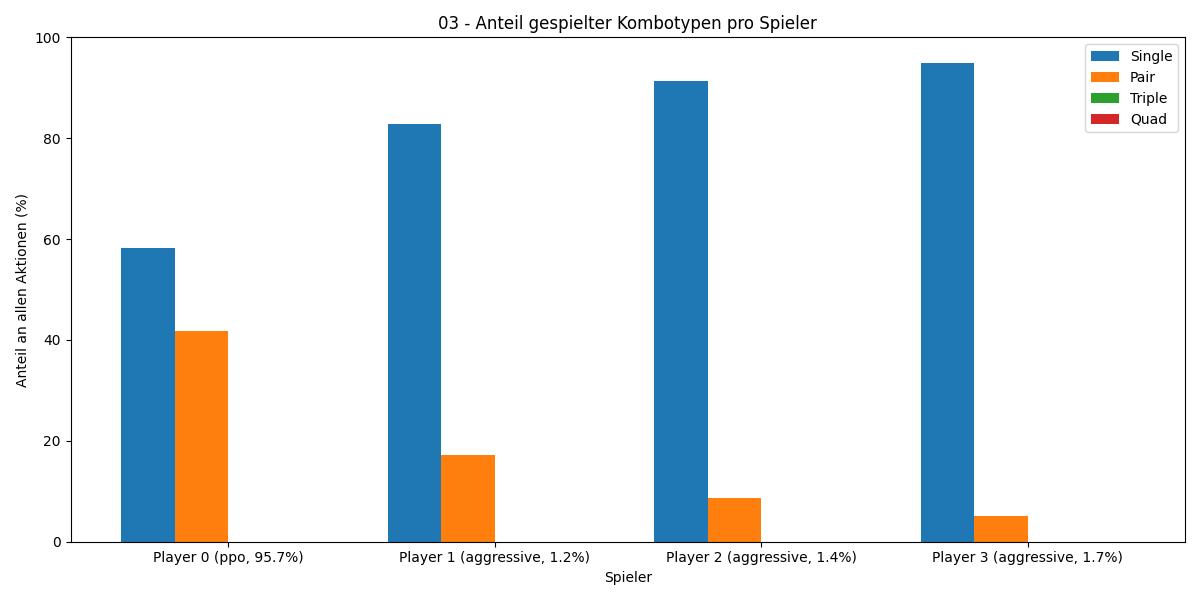 03 - Anteil gespielter Kombotypen pro Spieler
100
80
60
40
20
0
Anteil an allen Aktionen (%)
Single
Pair
Triple
Quad
Player 0 (ppo, 95.7%)
Player 1 (aggressive, 1.2%)
Player 2 (aggressive, 1.4%)
Player 3 (aggressive, 1.7%)
Spieler